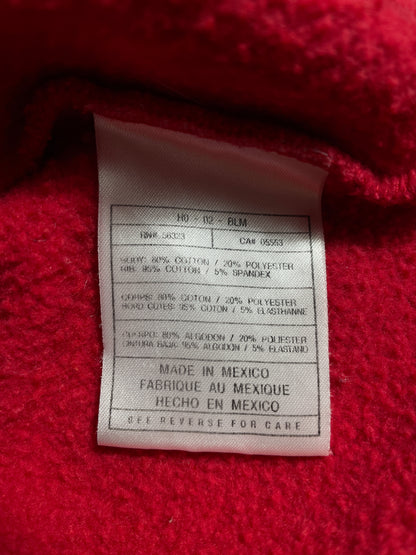 H0 - 02 - BLM
RN# 56323 CA# 05553
BODY: 80% COTTON / 20% POLYESTER
RIB: 95% COTTON / 5% SPANDEX
CORPS: 80% COTON / 20% POLYESTER
BORD COTES: 95% COTON / 5% ELASTHANNE
CUERPO: 80% ALGODON / 20% POLIESTER
CINTURA BAJA: 95% ALGODON / 5% ELASTANO
MADE IN MEXICO
FABRIQUE AU MEXIQUE
HECHO EN MEXICO
SEE REVERSE FOR CARE